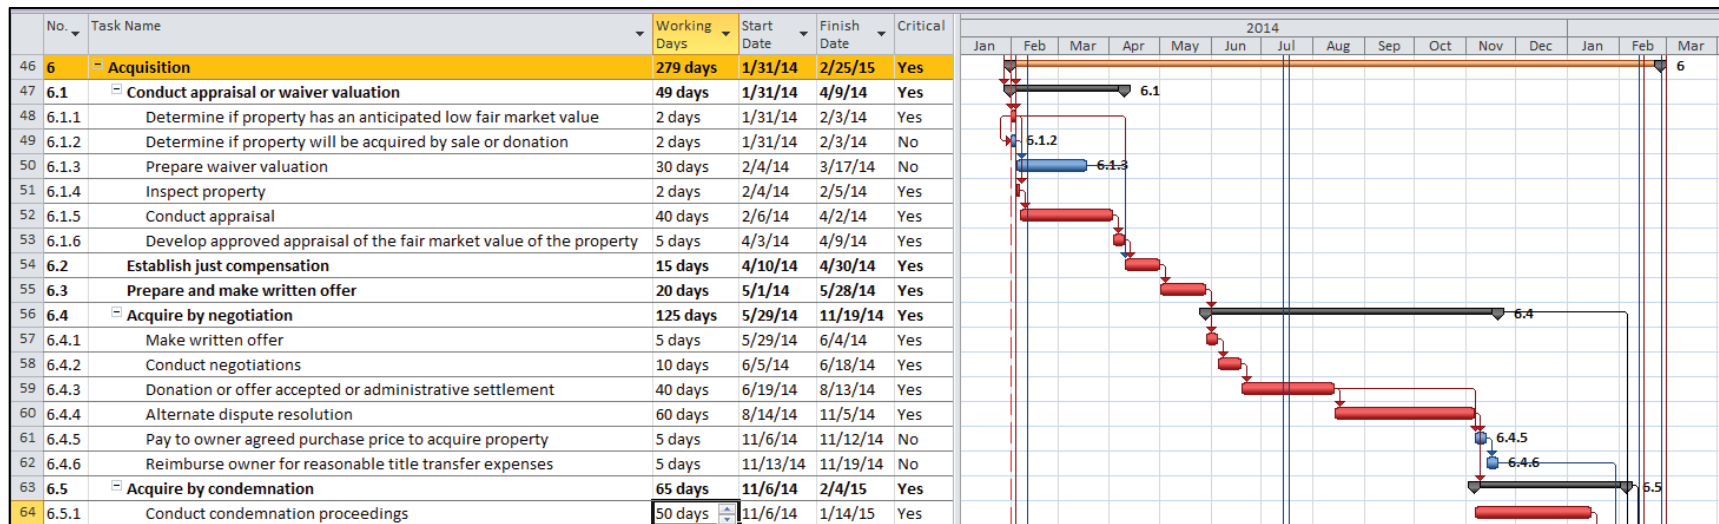 No. Task Name Working Days Start Date Finish Date Critical
2014
Jan Feb Mar Apr May Jun Jul Aug Sep Oct Nov Dec Jan Feb Mar
46 6 Acquisition 279 days 1/31/14 2/25/15 Yes 6
47 6.1 Conduct appraisal or waiver valuation 49 days 1/31/14 4/9/14 Yes 6.1
48 6.1.1 Determine if property has an anticipated low fair market value 2 days 1/31/14 2/3/14 Yes
49 6.1.2 Determine if property will be acquired by sale or donation 2 days 1/31/14 2/3/14 No 6.1.2
50 6.1.3 Prepare waiver valuation 30 days 2/4/14 3/17/14 No 6.1.3
51 6.1.4 Inspect property 2 days 2/4/14 2/5/14 Yes
52 6.1.5 Conduct appraisal 40 days 2/6/14 4/2/14 Yes
53 6.1.6 Develop approved appraisal of the fair market value of the property 5 days 4/3/14 4/9/14 Yes
54 6.2 Establish just compensation 15 days 4/10/14 4/30/14 Yes
55 6.3 Prepare and make written offer 20 days 5/1/14 5/28/14 Yes
56 6.4 Acquire by negotiation 125 days 5/29/14 11/19/14 Yes 6.4
57 6.4.1 Make written offer 5 days 5/29/14 6/4/14 Yes
58 6.4.2 Conduct negotiations 10 days 6/5/14 6/18/14 Yes
59 6.4.3 Donation or offer accepted or administrative settlement 40 days 6/19/14 8/13/14 Yes
60 6.4.4 Alternate dispute resolution 60 days 8/14/14 11/5/14 Yes
61 6.4.5 Pay to owner agreed purchase price to acquire property 5 days 11/6/14 11/12/14 No 6.4.5
62 6.4.6 Reimburse owner for reasonable title transfer expenses 5 days 11/13/14 11/19/14 No 6.4.6
63 6.5 Acquire by condemnation 65 days 11/6/14 2/4/15 Yes 6.5
64 6.5.1 Conduct condemnation proceedings 50 days 11/6/14 1/14/15 Yes